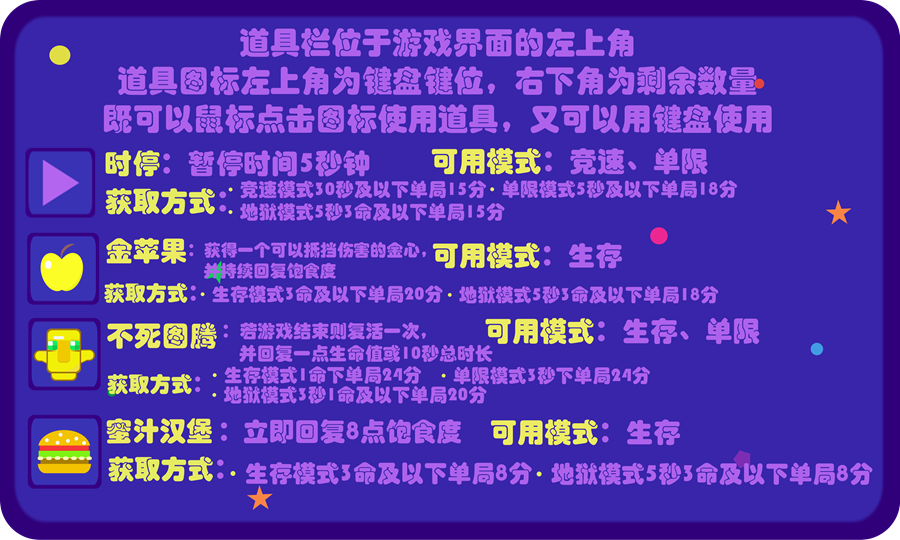 道具栏位于游戏界面的左上角
道具图标左上角为键盘键位，右下角为剩余数量
既可以鼠标点击图标使用道具，又可以用键盘使用
时停：暂停时间5秒钟 可用模式：竞速、单限
获取方式：·竞速模式30秒及以下单局15分·单限模式5秒及以下单局18分
·地狱模式5秒3命及以下单局15分
金苹果：获得一个可以抵挡伤害的金心， 可用模式：生存
并持续回复饱食度
获取方式：·生存模式3命及以下单局20分·地狱模式5秒3命及以下单局18分
不死图腾：若游戏结束则复活一次， 可用模式：生存、单限
并回复一点生命值或10秒总时长
获取方式：·生存模式1命下单局24分 ·单限模式3秒下单局24分
·地狱模式3秒1命及以下单局20分
蜜汁汉堡：立即回复8点饱食度 可用模式：生存
获取方式：·生存模式3命及以下单局8分·地狱模式5秒3命及以下单局8分